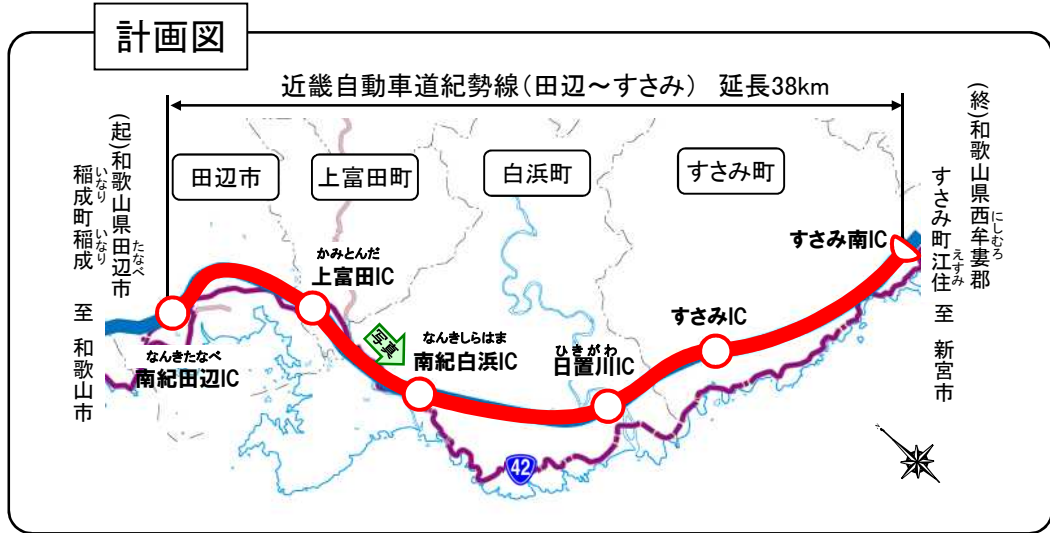 計画図
近畿自動車道紀勢線(田辺～すさみ) 延長38km
(起)和歌山県田辺市
たなべ
稲成町稲成
いなり
いなり
至 和歌山市
田辺市
上富田町
白浜町
すさみ町
(終)和歌山県西牟婁郡
にしむろ
すさみ町江住
えすみ
至 新宮市
すさみ南IC
かみとんだ
上富田IC
すさみIC
写真
なんきしらはま
南紀白浜IC
ひきがわ
日置川IC
なんきたなべ
南紀田辺IC
42